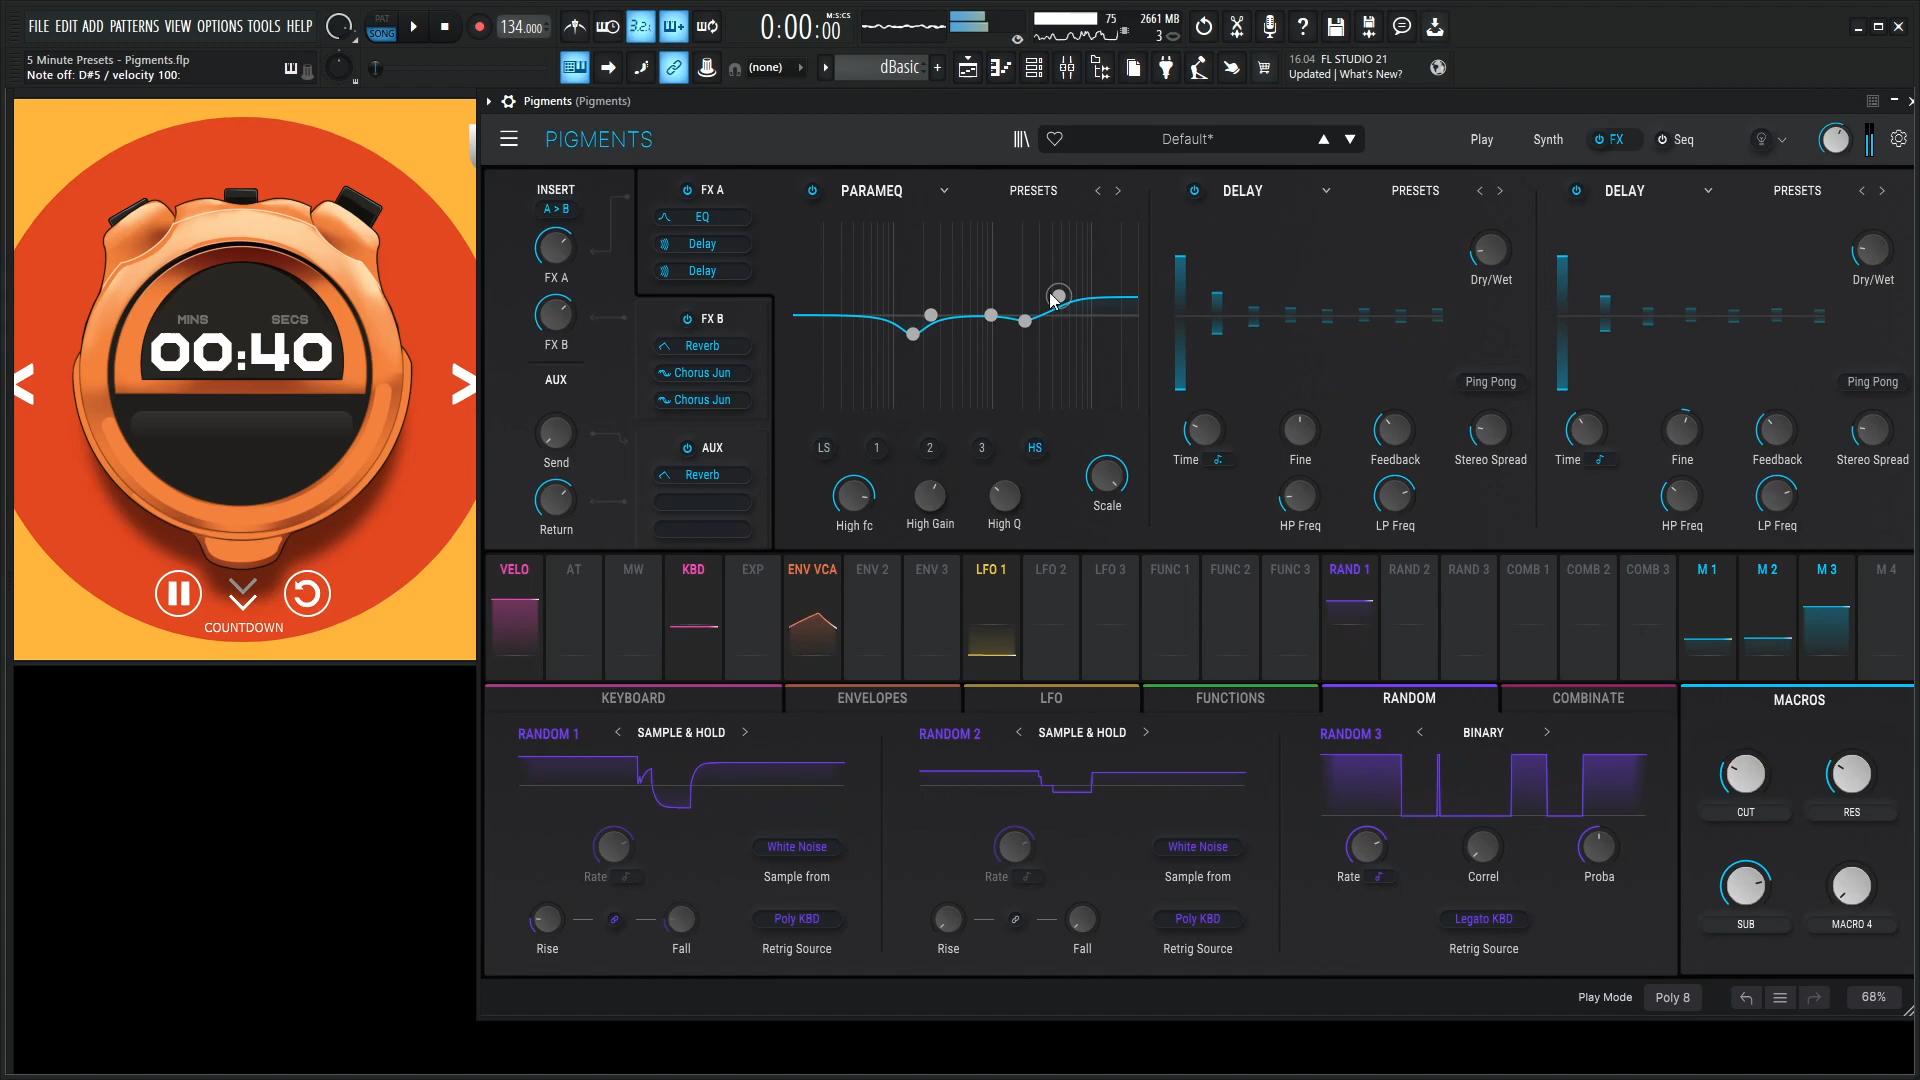 FILE EDIT ADD PATTERNS VIEW OPTIONS TOOLS HELP
PAT
SONG
134.000
3.2.
0:00:00
M:S:CS
75
2661 MB
3
5 Minute Presets - Pigments.flp
Note off: D#5 / velocity 100:
(none)
dBasic
16.04 FL STUDIO 21
Updated | What's New?
Pigments (Pigments)
PIGMENTS
Default*
Play
Synth
FX
Seq
MINS
SECS
00:40
COUNTDOWN
INSERT
A > B
FX A
FX B
AUX
Send
Return
FX A
EQ
Delay
Delay
FX B
Reverb
Chorus Jun
Chorus Jun
AUX
Reverb
PARAMEQ
PRESETS
LS
1
2
3
HS
High fc
High Gain
High Q
Scale
DELAY
PRESETS
Dry/Wet
Ping Pong
Time
Fine
Feedback
Stereo Spread
HP Freq
LP Freq
DELAY
PRESETS
Dry/Wet
Ping Pong
Time
Fine
Feedback
Stereo Spread
HP Freq
LP Freq
VELO
AT
MW
KBD
EXP
ENV VCA
ENV 2
ENV 3
LFO 1
LFO 2
LFO 3
FUNC 1
FUNC 2
FUNC 3
RAND 1
RAND 2
RAND 3
COMB 1
COMB 2
COMB 3
M 1
M 2
M 3
M 4
KEYBOARD
ENVELOPES
LFO
FUNCTIONS
RANDOM
COMBINATE
MACROS
RANDOM 1
SAMPLE & HOLD
Rate
White Noise
Sample from
Rise
Fall
Poly KBD
Retrig Source
RANDOM 2
SAMPLE & HOLD
Rate
White Noise
Sample from
Rise
Fall
Poly KBD
Retrig Source
RANDOM 3
BINARY
Rate
Correl
Proba
Legato KBD
Retrig Source
CUT
RES
SUB
MACRO 4
Play Mode
Poly 8
68%